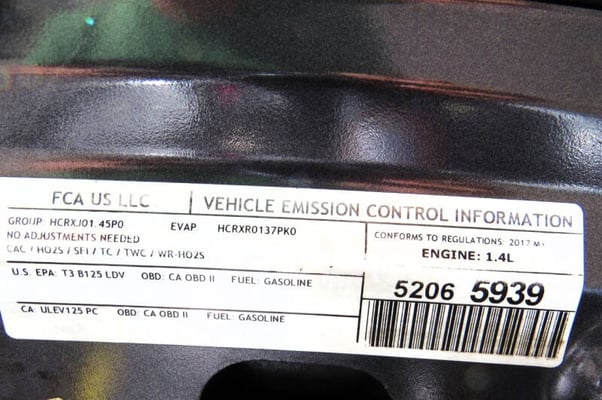 FCA US LLC
VEHICLE EMISSION CONTROL INFORMATION
GROUP: HCRXJ01.45P0 EVAP HCRXR0137PK0
NO ADJUSTMENTS NEEDED
CAC / HO2S / SFI / TC / TWC / WR-HO2S
CONFORMS TO REGULATIONS: 2017 MY
ENGINE: 1.4L
U.S. EPA: T3 B125 LDV OBD: CA OBD II FUEL: GASOLINE
CA: ULEV125 PC OBD: CA OBD II FUEL: GASOLINE
5206 5939